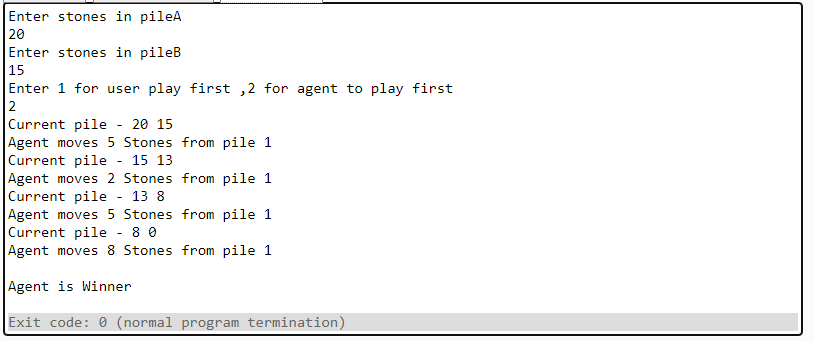 Enter stones in pileA
20
Enter stones in pileB
15
Enter 1 for user play first ,2 for agent to play first
2
Current pile - 20 15
Agent moves 5 Stones from pile 1
Current pile - 15 13
Agent moves 2 Stones from pile 1
Current pile - 13 8
Agent moves 5 Stones from pile 1
Current pile - 8 0
Agent moves 8 Stones from pile 1
Agent is Winner
Exit code: 0 (normal program termination)